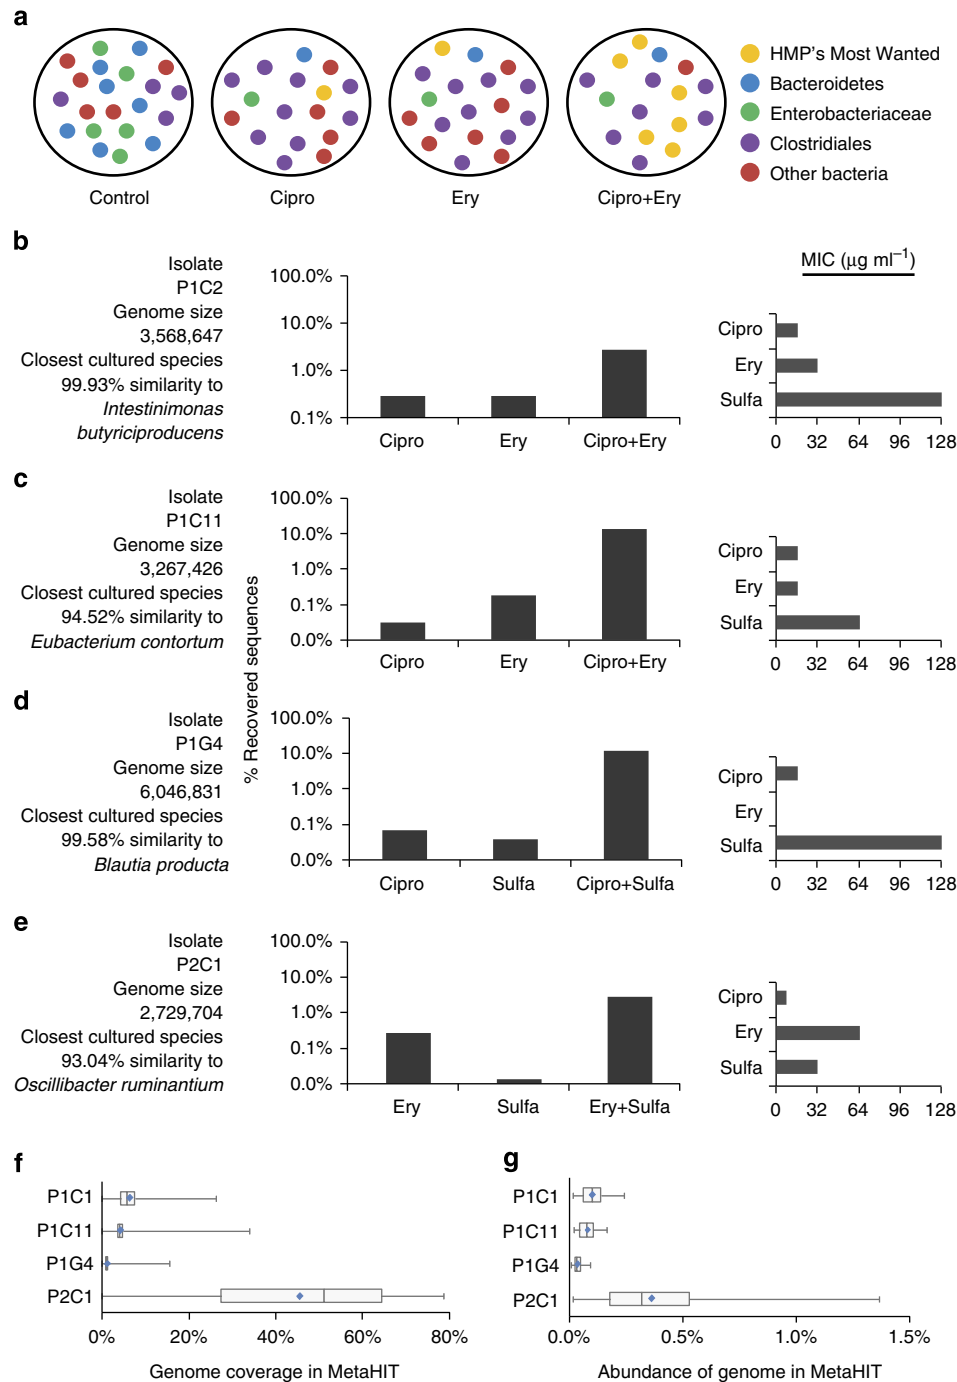 a
HMP's Most Wanted
Bacteroidetes
Enterobacteriaceae
Clostridiales
Other bacteria
Control
Cipro
Ery
Cipro+Ery
b
Isolate
P1C2
Genome size
3,568,647
Closest cultured species
99.93% similarity to
Intestinimonas
butyriciproducens
100.0%
10.0%
1.0%
0.1%
Cipro
Ery
Cipro+Ery
MIC (μg ml–1)
Cipro
Ery
Sulfa
0 32 64 96 128
c
Isolate
P1C11
Genome size
3,267,426
Closest cultured species
94.52% similarity to
Eubacterium contortum
% Recovered sequences
100.0%
10.0%
1.0%
0.1%
0.0%
Cipro
Ery
Cipro+Ery
Cipro
Ery
Sulfa
0 32 64 96 128
d
Isolate
P1G4
Genome size
6,046,831
Closest cultured species
99.58% similarity to
Blautia producta
100.0%
10.0%
1.0%
0.1%
0.0%
Cipro
Sulfa
Cipro+Sulfa
Cipro
Ery
Sulfa
0 32 64 96 128
e
Isolate
P2C1
Genome size
2,729,704
Closest cultured species
93.04% similarity to
Oscillibacter ruminantium
100.0%
10.0%
1.0%
0.1%
0.0%
Ery
Sulfa
Ery+Sulfa
Cipro
Ery
Sulfa
0 32 64 96 128
f
P1C1
P1C11
P1G4
P2C1
0% 20% 40% 60% 80%
Genome coverage in MetaHIT
g
P1C1
P1C11
P1G4
P2C1
0.0% 0.5% 1.0% 1.5%
Abundance of genome in MetaHIT